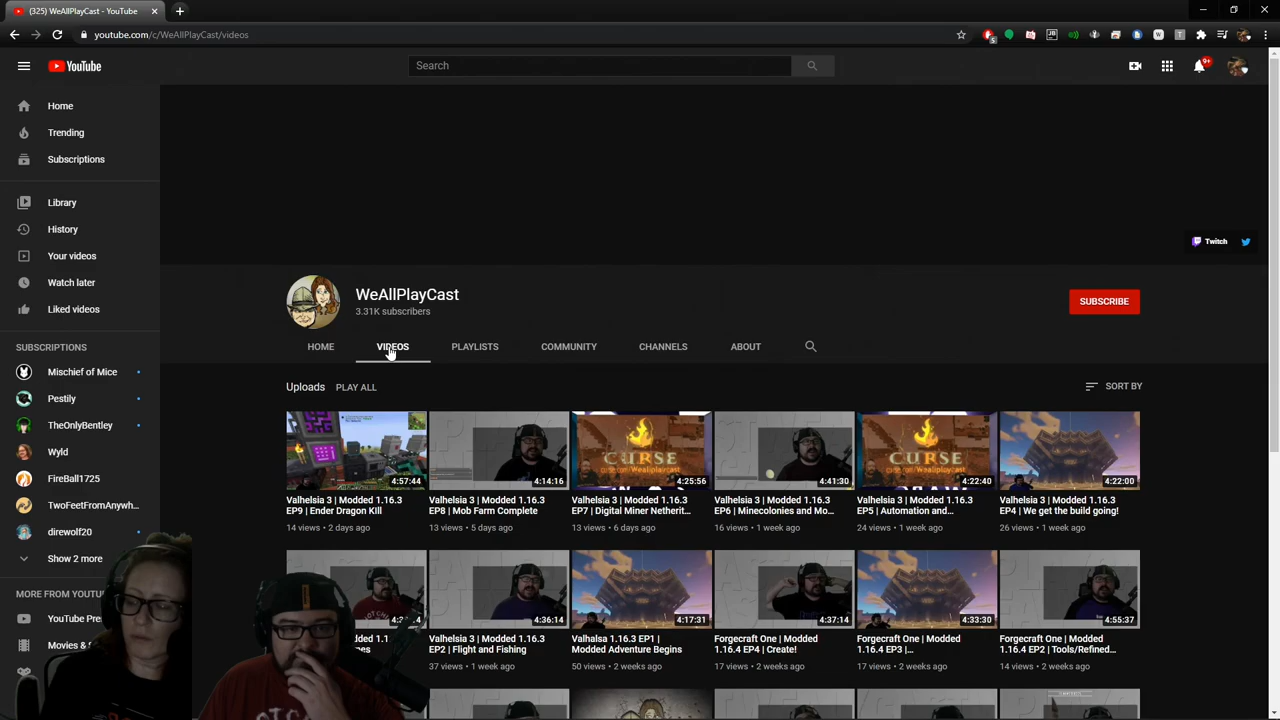 (325) WeAllPlayCast - YouTube
youtube.com/c/WeAllPlayCast/videos
YouTube
Search
9+
Home
Trending
Subscriptions
Library
History
Your videos
Watch later
Liked videos
SUBSCRIPTIONS
Mischief of Mice
Pestily
TheOnlyBentley
Wyld
FireBall1725
TwoFeetFromAnywh...
direwolf20
Show 2 more
MORE FROM YOUTU
YouTube Pre
Movies & S
Twitch
WeAllPlayCast
3.31K subscribers
SUBSCRIBE
HOME
VIDEOS
PLAYLISTS
COMMUNITY
CHANNELS
ABOUT
Uploads
PLAY ALL
SORT BY
4:57:44
Valhelsia 3 | Modded 1.16.3
EP9 | Ender Dragon Kill
14 views • 2 days ago
4:14:16
Valhelsia 3 | Modded 1.16.3
EP8 | Mob Farm Complete
13 views • 5 days ago
CURSE
4:25:56
Valhelsia 3 | Modded 1.16.3
EP7 | Digital Miner Netherit...
13 views • 6 days ago
4:41:30
Valhelsia 3 | Modded 1.16.3
EP6 | Minecolonies and Mo...
16 views • 1 week ago
CURSE
4:22:40
Valhelsia 3 | Modded 1.16.3
EP5 | Automation and...
24 views • 1 week ago
4:22:00
Valhelsia 3 | Modded 1.16.3
EP4 | We get the build going!
26 views • 1 week ago
4:36:14
Valhelsia 3 | Modded 1.16.3
EP2 | Flight and Fishing
37 views • 1 week ago
4:17:31
Valhalsa 1.16.3 EP1 |
Modded Adventure Begins
50 views • 2 weeks ago
4:37:14
Forgecraft One | Modded
1.16.4 EP4 | Create!
17 views • 2 weeks ago
4:33:30
Forgecraft One | Modded
1.16.4 EP3 |...
17 views • 2 weeks ago
4:55:37
Forgecraft One | Modded
1.16.4 EP2 | Tools/Refined...
14 views • 2 weeks ago